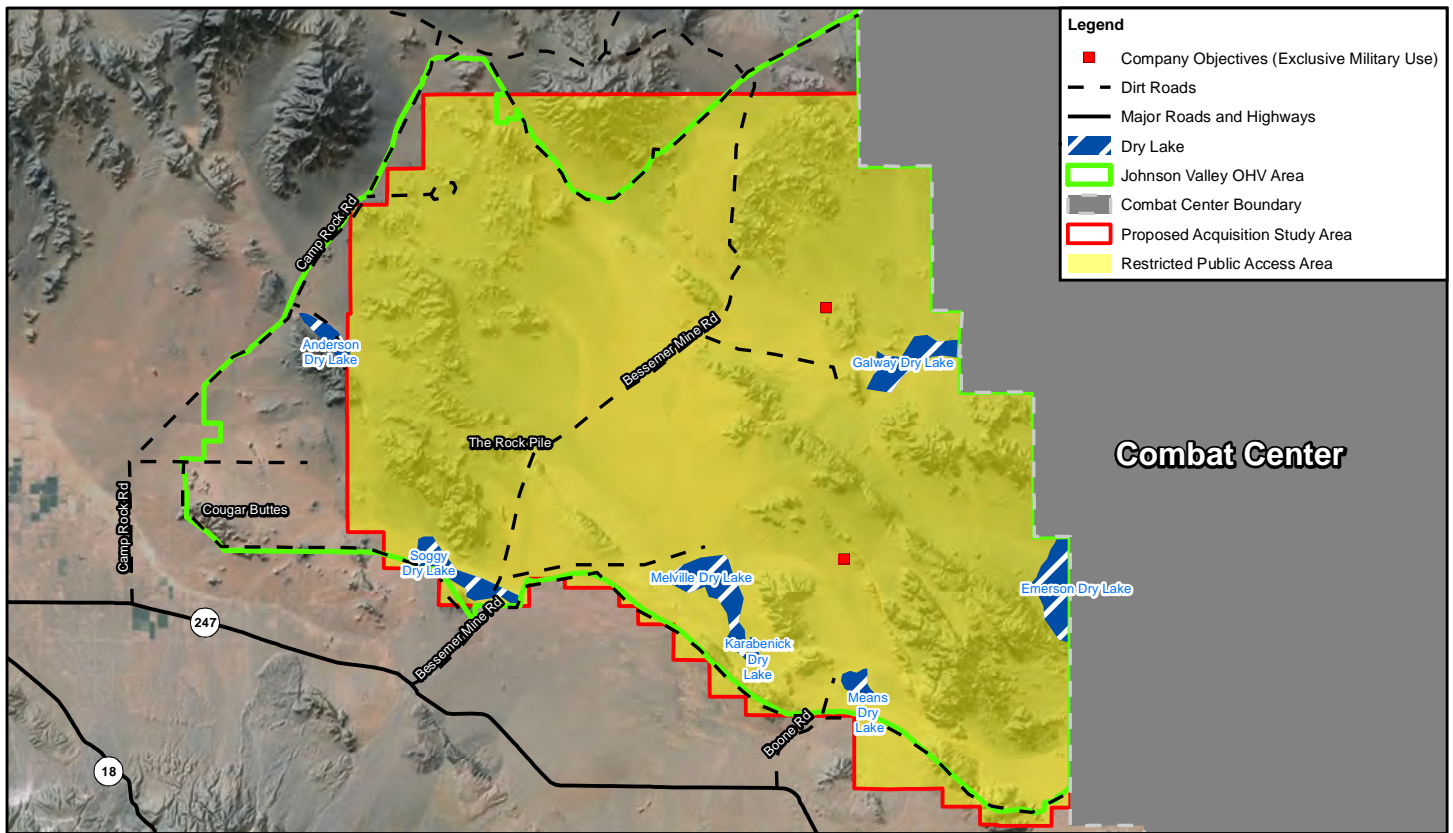 Legend
Company Objectives (Exclusive Military Use)
Dirt Roads
Major Roads and Highways
Dry Lake
Johnson Valley OHV Area
Combat Center Boundary
Proposed Acquisition Study Area
Restricted Public Access Area
Camp Rock Rd
Anderson
Dry Lake
Bessemer Mine Rd
Galway Dry Lake
The Rock Pile
Combat Center
Camp Rock Rd
Cougar Buttes
Soggy
Dry Lake
Melville Dry Lake
Emerson Dry Lake
247
Bessemer Mine Rd
Karabenick
Dry
Lake
Means
Dry
Lake
Boone Rd
18